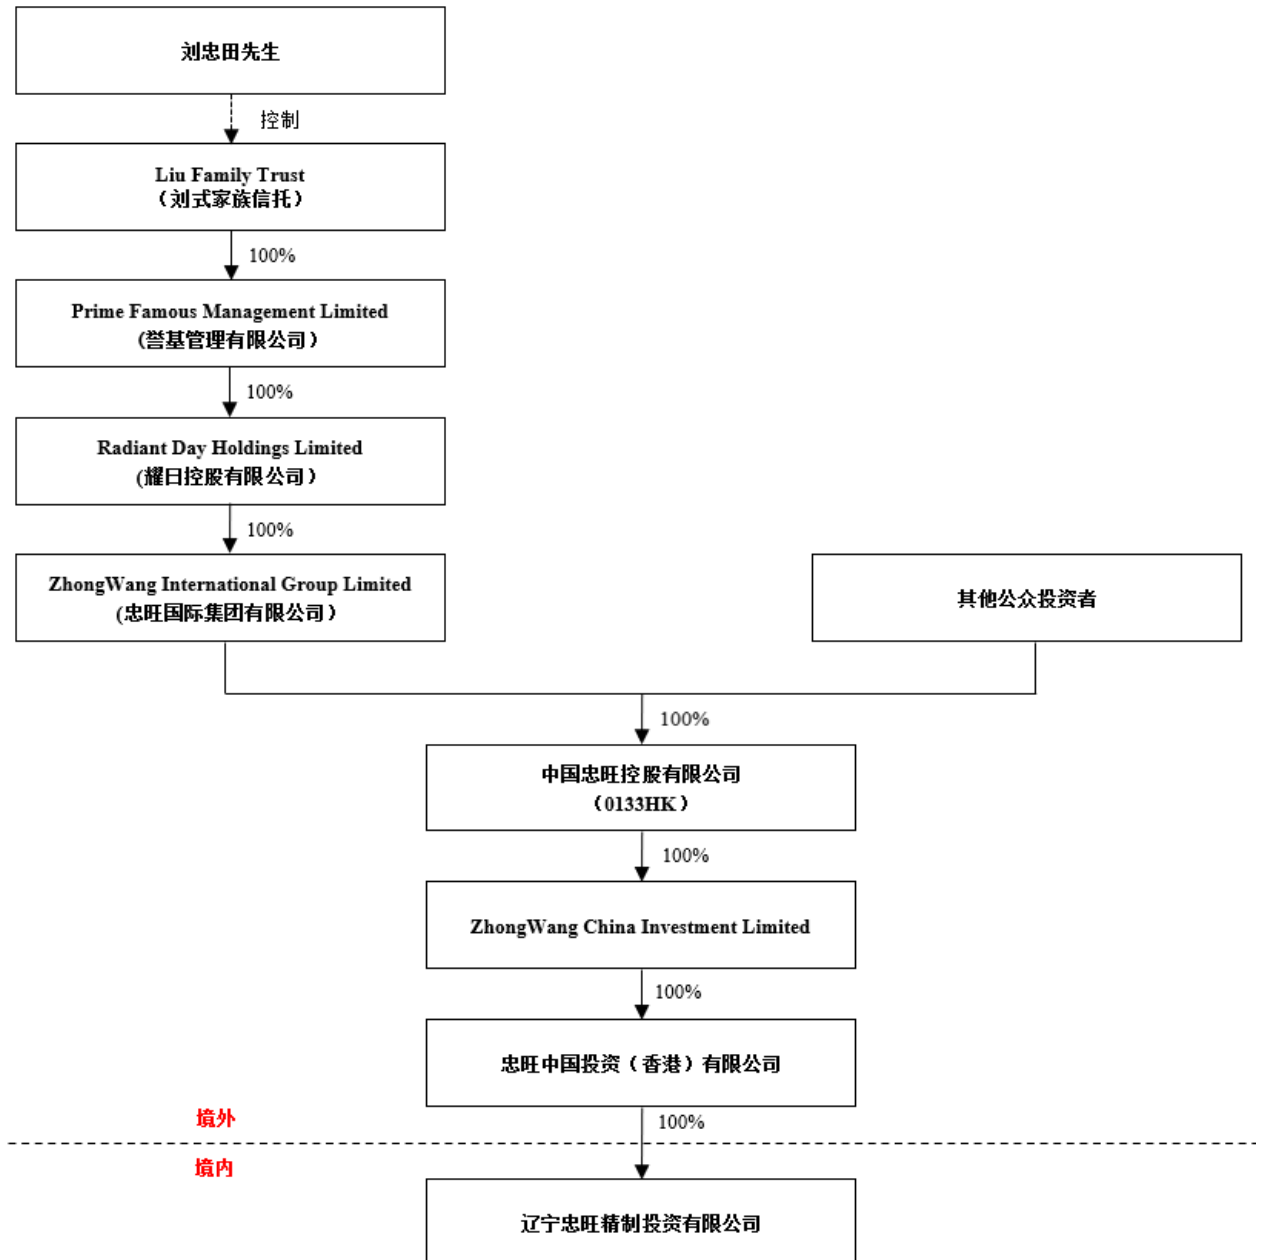 刘忠田先生
控制
Liu Family Trust
（刘式家族信托）
100%
Prime Famous Management Limited
(誉基管理有限公司）
100%
Radiant Day Holdings Limited
(耀日控股有限公司）
100%
ZhongWang International Group Limited
(忠旺国际集团有限公司）
其他公众投资者
100%
中国忠旺控股有限公司
（0133HK）
100%
ZhongWang China Investment Limited
100%
忠旺中国投资（香港）有限公司
境外
100%
境内
辽宁忠旺精制投资有限公司